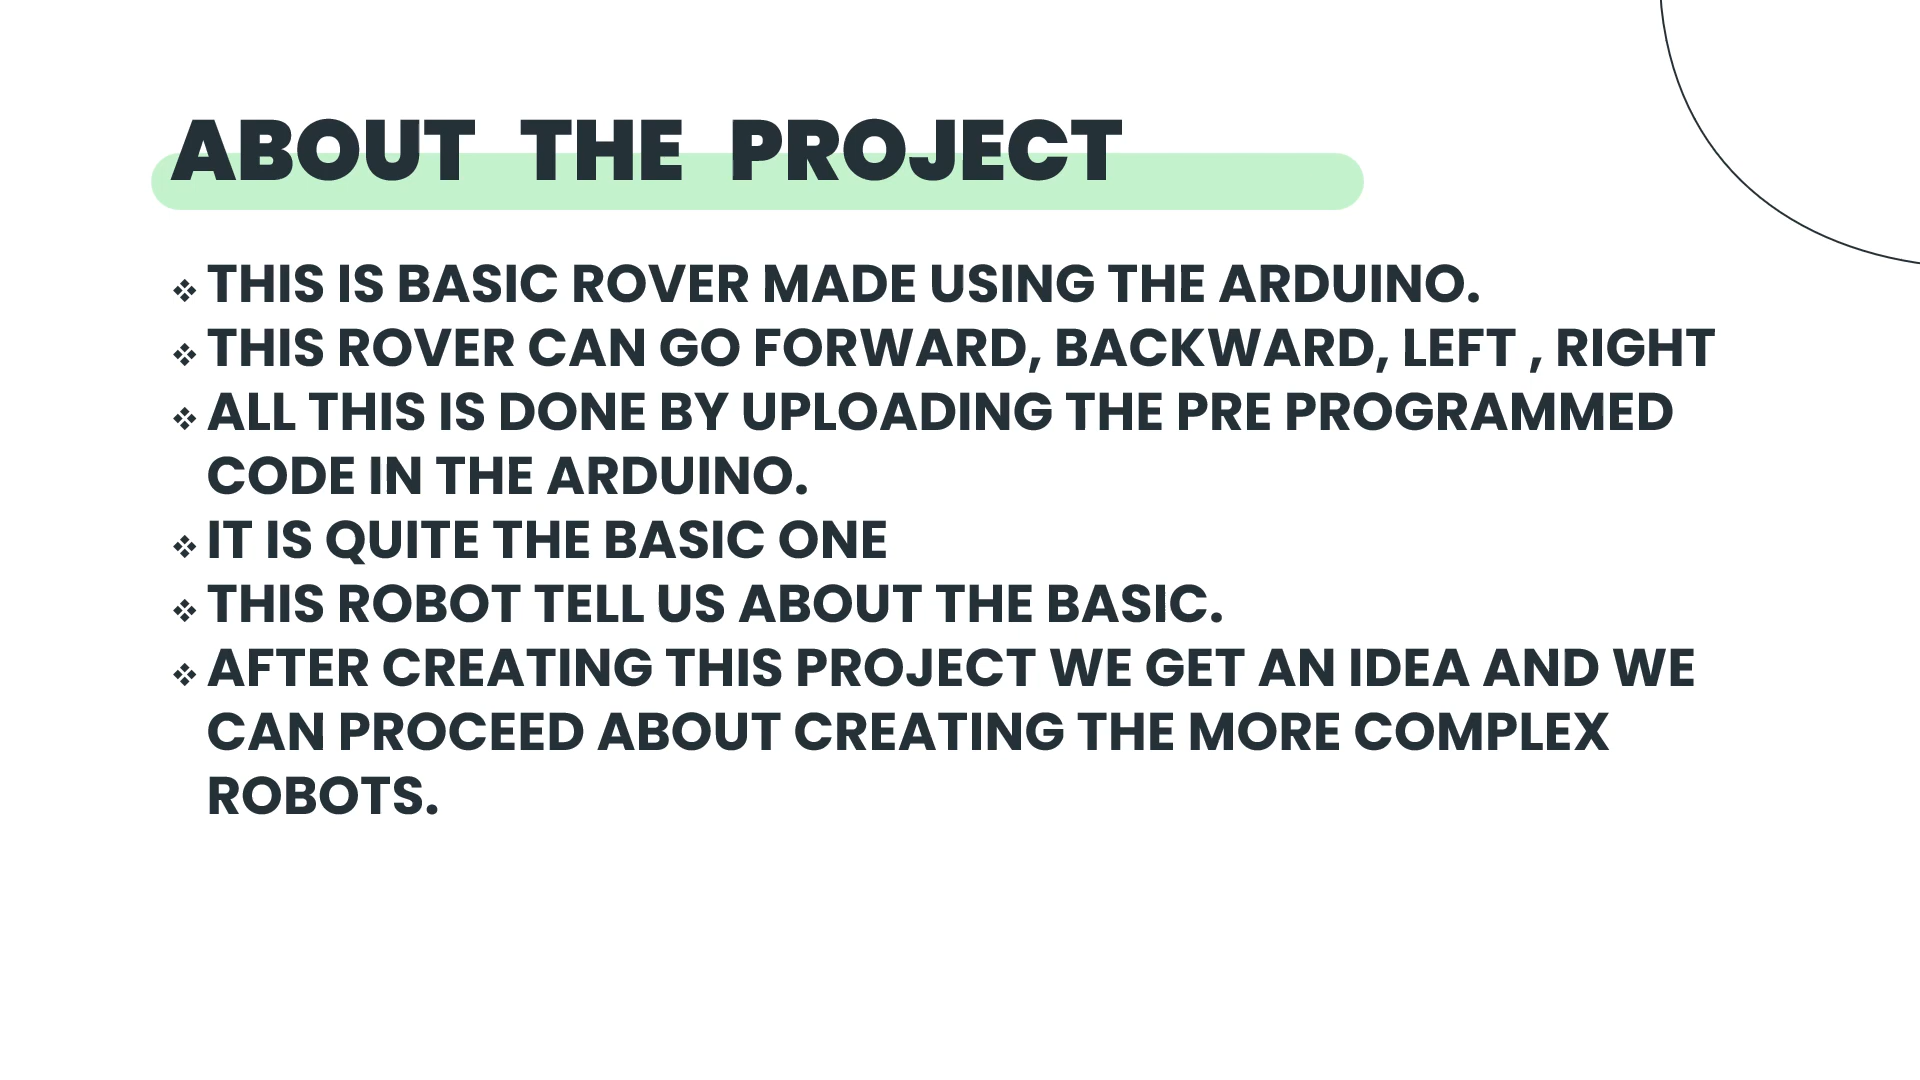 ABOUT THE PROJECT
❖ THIS IS BASIC ROVER MADE USING THE ARDUINO.
❖ THIS ROVER CAN GO FORWARD, BACKWARD, LEFT , RIGHT
❖ ALL THIS IS DONE BY UPLOADING THE PRE PROGRAMMED
CODE IN THE ARDUINO.
❖ IT IS QUITE THE BASIC ONE
❖ THIS ROBOT TELL US ABOUT THE BASIC.
❖ AFTER CREATING THIS PROJECT WE GET AN IDEA AND WE
CAN PROCEED ABOUT CREATING THE MORE COMPLEX
ROBOTS.